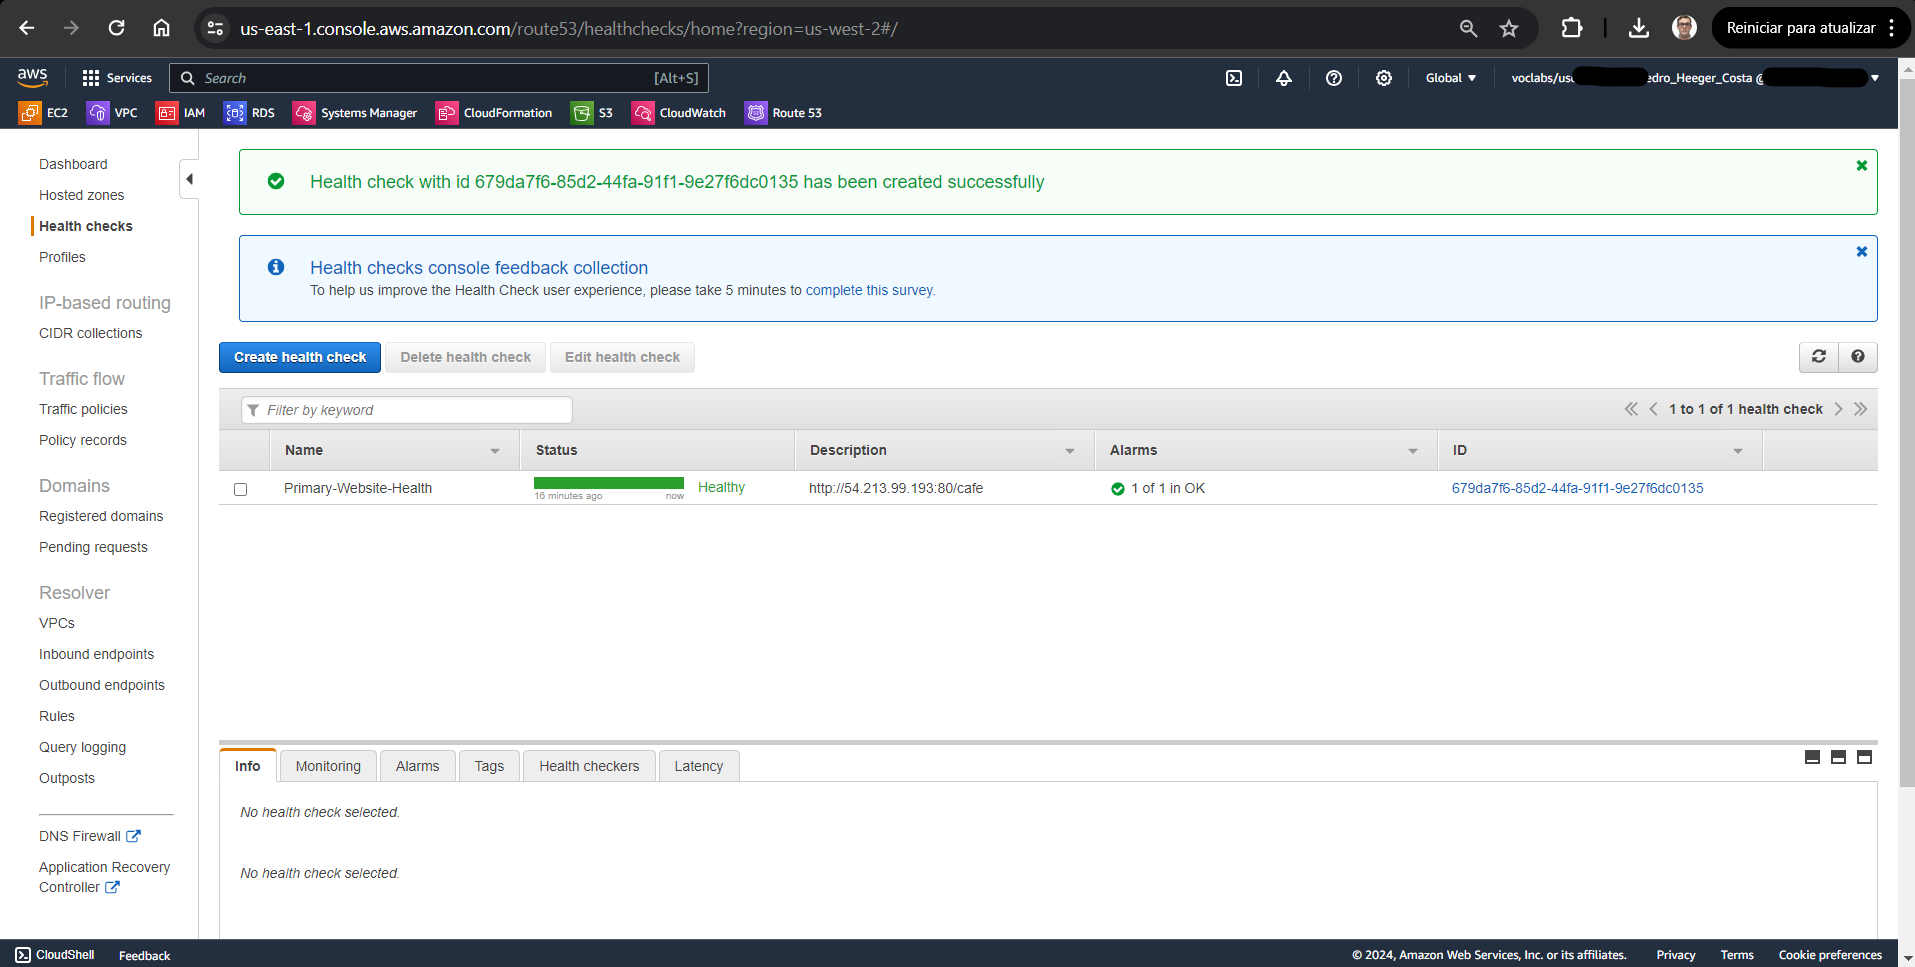 us-east-1.console.aws.amazon.com/route53/healthchecks/home?region=us-west-2#/
Reiniciar para atualizar
aws
Services
Search
[Alt+S]
Global
voclabs/us
edro_Heeger_Costa @
EC2
VPC
IAM
RDS
Systems Manager
CloudFormation
S3
CloudWatch
Route 53
Dashboard
Hosted zones
Health checks
Profiles
IP-based routing
CIDR collections
Traffic flow
Traffic policies
Policy records
Domains
Registered domains
Pending requests
Resolver
VPCs
Inbound endpoints
Outbound endpoints
Rules
Query logging
Outposts
DNS Firewall
Application Recovery
Controller
Health check with id 679da7f6-85d2-44fa-91f1-9e27f6dc0135 has been created successfully
Health checks console feedback collection
To help us improve the Health Check user experience, please take 5 minutes to complete this survey.
Create health check
Delete health check
Edit health check
Filter by keyword
1 to 1 of 1 health check
Name
Status
Description
Alarms
ID
Primary-Website-Health
16 minutes ago
now
Healthy
http://54.213.99.193:80/cafe
1 of 1 in OK
679da7f6-85d2-44fa-91f1-9e27f6dc0135
Info
Monitoring
Alarms
Tags
Health checkers
Latency
No health check selected.
No health check selected.
CloudShell
Feedback
© 2024, Amazon Web Services, Inc. or its affiliates.
Privacy
Terms
Cookie preferences